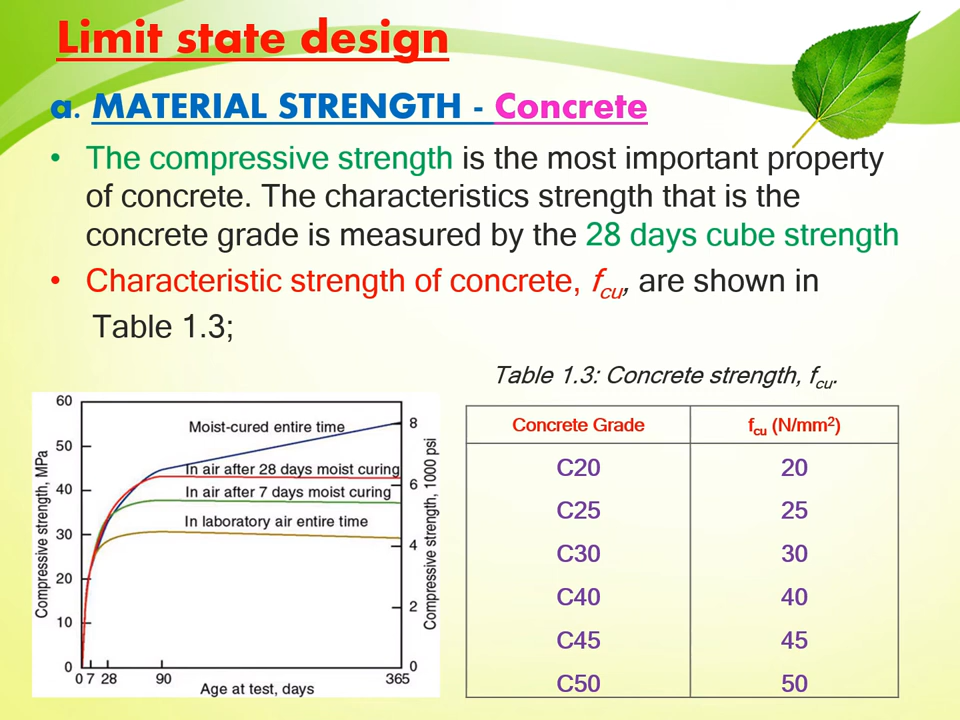 Limit state design
a. MATERIAL STRENGTH - Concrete
• The compressive strength is the most important property
of concrete. The characteristics strength that is the
concrete grade is measured by the 28 days cube strength
• Characteristic strength of concrete, fcu, are shown in
Table 1.3;
Table 1.3: Concrete strength, fcu.
Concrete Grade fcu (N/mm²)
C20 20
C25 25
C30 30
C40 40
C45 45
C50 50
Compressive strength, MPa
60
50
40
30
20
10
0
Moist-cured entire time
In air after 28 days moist curing
In air after 7 days moist curing
In laboratory air entire time
8
6
4
2
0
Compressive strength, 1000 psi
0 7 28 90 365
Age at test, days